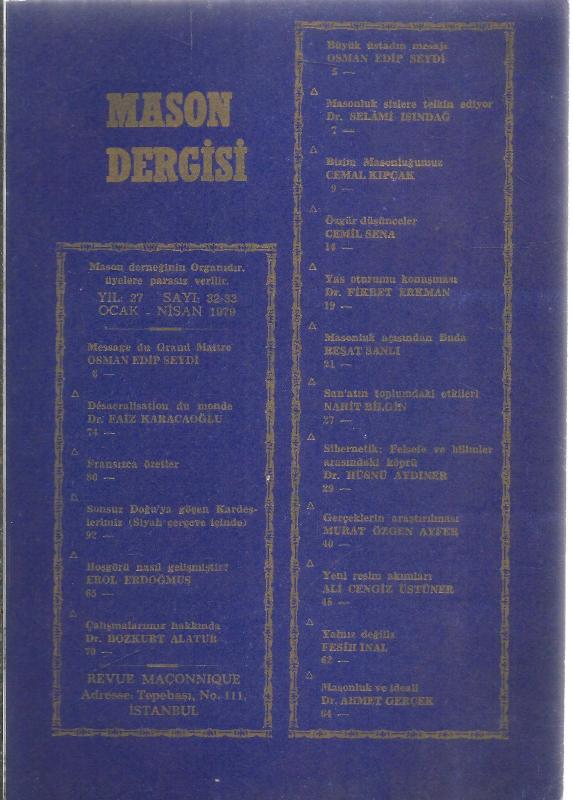 MASON
DERGİSİ
Mason derneğinin Organıdır.
üyelere parasız verilir.
YIL: 27 SAYI: 32-33
OCAK - NİSAN 1979
Message du Grand Maitre
OSMAN EDİP SEYDİ
6 —
Désacralisation du monde
Dr. FAİZ KARACAOĞLU
74 —
Fransızca özetler
80 —
Sonsuz Doğu'ya göçen Kardeş-
lerimiz (Siyah çerçeve içinde)
92 —
Hoşgörü nasıl gelişmiştir?
EROL ERDOĞMUŞ
65 —
Çalışmalarımız hakkında
Dr. BOZKURT ALATUR
70 —
REVUE MAÇONNIQUE
Adresse: Tepebaşı, No. 111,
İSTANBUL
Büyük üstadın mesajı
OSMAN EDİP SEYDİ
5 —
Masonluk sizlere telkin ediyor
Dr. SELÂMİ IŞINDAĞ
7 —
Bizim Masonluğumuz
CEMAL KIPÇAK
9 —
Özgür düşünceler
CEMİL SENA
14 —
Yas oturumu konuşması
Dr. FİKRET ERKMAN
19 —
Masonluk açısından Buda
REŞAT SANLI
21 —
San'atın toplumdaki etkileri
NAHİT BİLGİN
27 —
Sibernetik: Felsefe ve bilimler
arasındaki köprü
Dr. HÜSNÜ AYDINER
29 —
Gerçeklerin araştırılması
MURAT ÖZGEN AYFER
40 —
Yeni resim akımları
ALİ CENGİZ ÜSTÜNER
45 —
Yalnız değiliz
FESİH İNAL
62 —
Masonluk ve ideali
Dr. AHMET GERÇEK
64 —